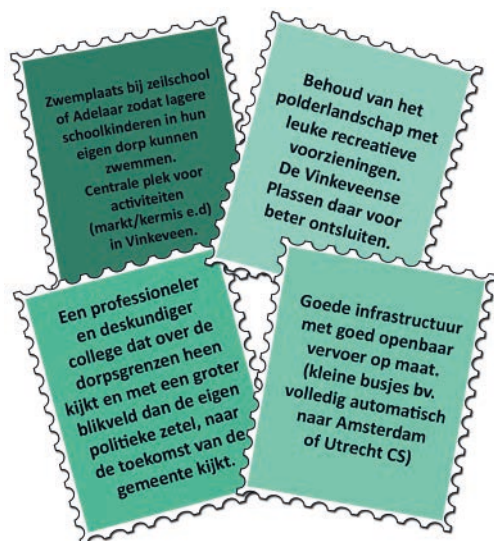 Zwemplaats bij zeilschool
of Adelaar zodat lagere
schoolkinderen in hun
eigen dorp kunnen
zwemmen.
Centrale plek voor
activiteiten
(markt/kermis e.d)
in Vinkeveen.
Behoud van het
polderlandschap met
leuke recreatieve
voorzieningen.
De Vinkeveense
Plassen daar voor
beter ontsluiten.
Een professioneler
en deskundiger
college dat over de
dorpsgrenzen heen
kijkt en met een groter
blikveld dan de eigen
politieke zetel, naar
de toekomst van de
gemeente kijkt.
Goede infrastructuur
met goed openbaar
vervoer op maat.
(kleine busjes bv.
volledig automatisch
naar Amsterdam
of Utrecht CS)